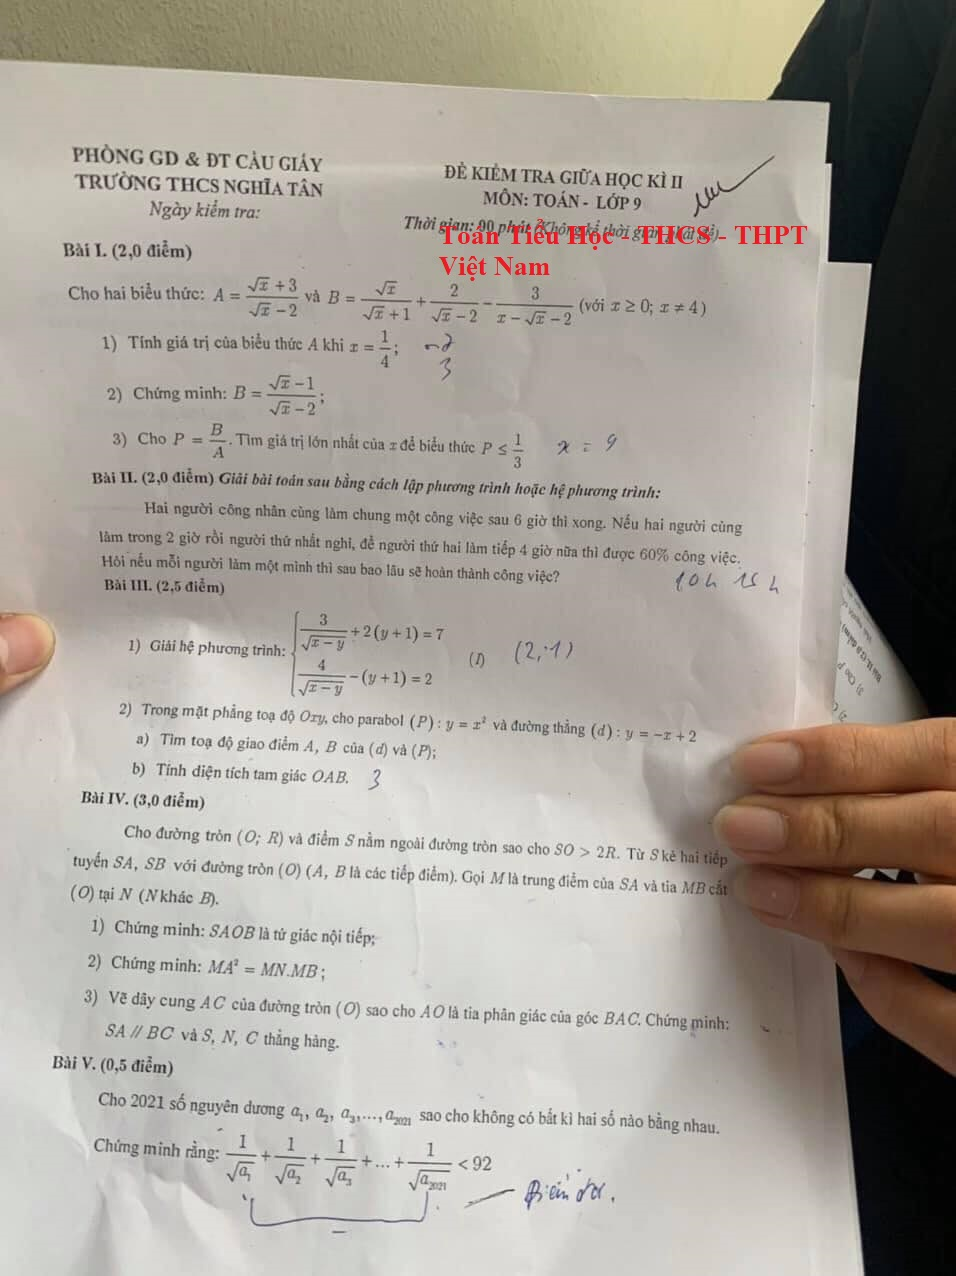 PHÒNG GD & ĐT CẦU GIẤY
TRƯỜNG THCS NGHĨA TÂN
Ngày kiểm tra:
ĐỀ KIỂM TRA GIỮA HỌC KÌ II
MÔN: TOÁN - LỚP 9
Thời gian: 90 phút (Không kể thời gian phát đề)
Toán Tiểu Học - THCS - THPT
Việt Nam
Bài I. (2,0 điểm)
Cho hai biểu thức: A = (√x + 3)/(√x − 2) và B = √x/(√x + 1) + 2/(√x − 2) − 3/(x − √x − 2) (với x ≥ 0; x ≠ 4)
1) Tính giá trị của biểu thức A khi x = 1/4;
2) Chứng minh: B = (√x − 1)/(√x − 2);
3) Cho P = B/A. Tìm giá trị lớn nhất của x để biểu thức P ≤ 1/3 x = 9
Bài II. (2,0 điểm) Giải bài toán sau bằng cách lập phương trình hoặc hệ phương trình:
Hai người công nhân cùng làm chung một công việc sau 6 giờ thì xong. Nếu hai người cùng
làm trong 2 giờ rồi người thứ nhất nghỉ, để người thứ hai làm tiếp 4 giờ nữa thì được 60% công việc.
Hỏi nếu mỗi người làm một mình thì sau bao lâu sẽ hoàn thành công việc?
10h 15h
Bài III. (2,5 điểm)
1) Giải hệ phương trình: { 3/√(x − y) + 2(y + 1) = 7
4/√(x − y) − (y + 1) = 2 (I) (2, 1)
2) Trong mặt phẳng toạ độ Oxy, cho parabol (P) : y = x² và đường thẳng (d) : y = −x + 2
a) Tìm toạ độ giao điểm A, B của (d) và (P);
b) Tính diện tích tam giác OAB. 3
Bài IV. (3,0 điểm)
Cho đường tròn (O; R) và điểm S nằm ngoài đường tròn sao cho SO > 2R. Từ S kẻ hai tiếp
tuyến SA, SB với đường tròn (O) (A, B là các tiếp điểm). Gọi M là trung điểm của SA và tia MB cắt
(O) tại N (N khác B).
1) Chứng minh: SAOB là tứ giác nội tiếp;
2) Chứng minh: MA² = MN.MB;
3) Vẽ dây cung AC của đường tròn (O) sao cho AO là tia phân giác của góc BAC. Chứng minh:
SA // BC và S, N, C thẳng hàng.
Bài V. (0,5 điểm)
Cho 2021 số nguyên dương a₁, a₂, a₃,..., a₂₀₂₁ sao cho không có bất kì hai số nào bằng nhau.
Chứng minh rằng: 1/√a₁ + 1/√a₂ + 1/√a₃ + ... + 1/√a₂₀₂₁ < 92